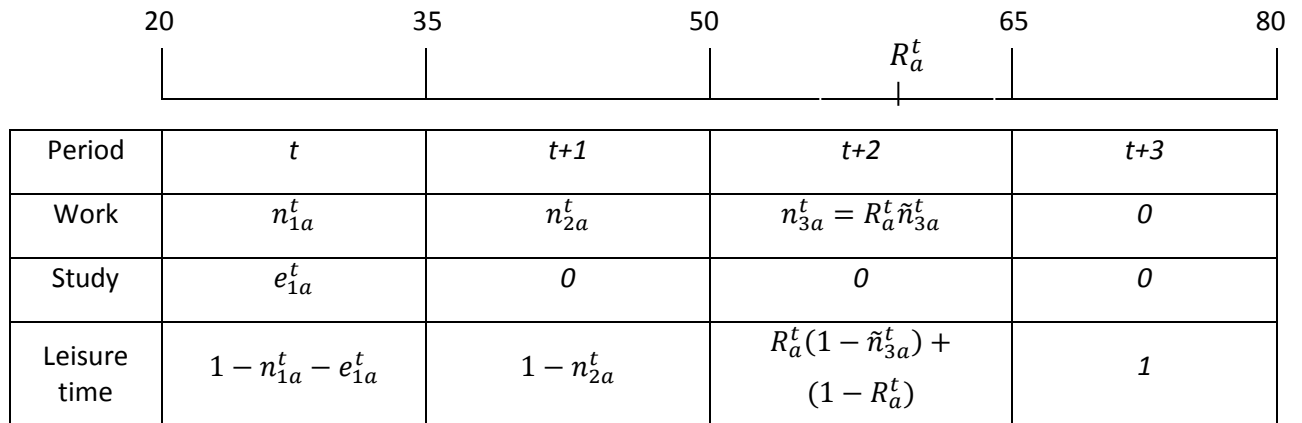 20 35 50 65 80
$R_a^t$
Period $t$ $t+1$ $t+2$ $t+3$
Work $n_{1a}^t$ $n_{2a}^t$ $n_{3a}^t = R_a^t \tilde{n}_{3a}^t$ 0
Study $e_{1a}^t$ 0 0 0
Leisure time $1 - n_{1a}^t - e_{1a}^t$ $1 - n_{2a}^t$ $R_a^t(1 - \tilde{n}_{3a}^t) + (1 - R_a^t)$ 1